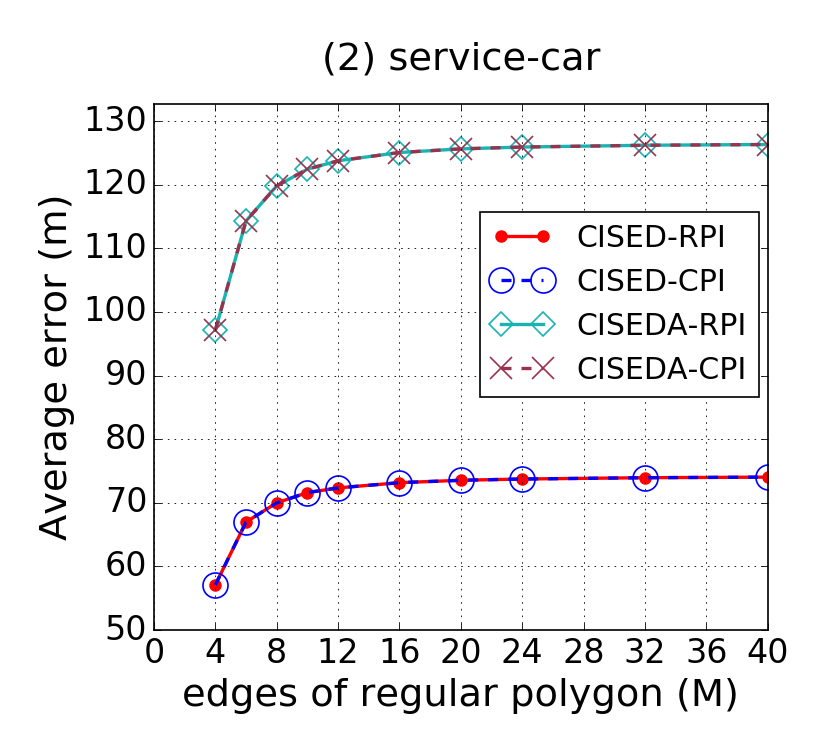 (2) service-car
Average error (m)
130
120
110
100
90
80
70
60
50
CISED-RPI
CISED-CPI
CISEDA-RPI
CISEDA-CPI
0 4 8 12 16 20 24 28 32 36 40
edges of regular polygon (M)